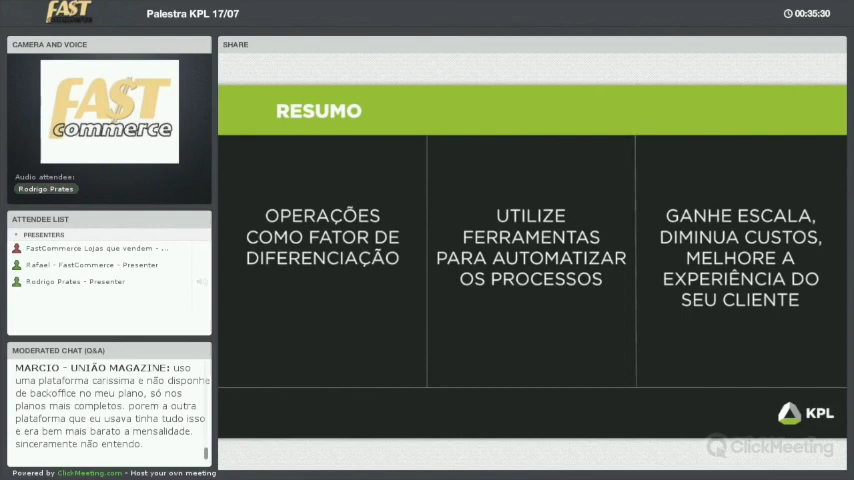 FAST
commerce
Palestra KPL 17/07
00:35:30
CAMERA AND VOICE
FAST
commerce
Audio attendee:
Rodrigo Prates
ATTENDEE LIST
PRESENTERS
FastCommerce Lojas que vendem - ...
Rafael - FastCommerce - Presenter
Rodrigo Prates - Presenter
MODERATED CHAT (Q&A)
MARCIO - UNIÃO MAGAZINE: uso
uma plataforma carissima e não disponhe
de backoffice no meu plano, só nos
planos mais completos. porem a outra
plataforma que eu usava tinha tudo isso
e era bem mais barato a mensalidade.
sinceramente não entendo.
Powered by ClickMeeting.com - Host your own meeting
SHARE
RESUMO
OPERAÇÕES
COMO FATOR DE
DIFERENCIAÇÃO
UTILIZE
FERRAMENTAS
PARA AUTOMATIZAR
OS PROCESSOS
GANHE ESCALA,
DIMINUA CUSTOS,
MELHORE A
EXPERIÊNCIA DO
SEU CLIENTE
KPL
ClickMeeting